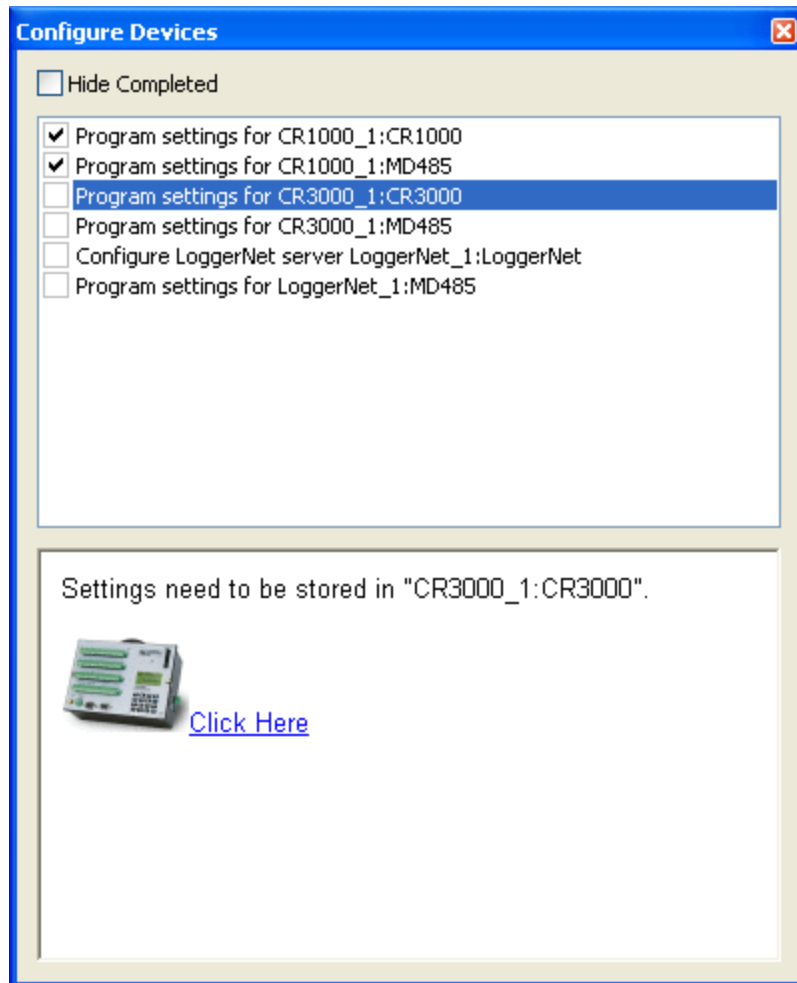 Configure Devices
Hide Completed
Program settings for CR1000_1:CR1000
Program settings for CR1000_1:MD485
Program settings for CR3000_1:CR3000
Program settings for CR3000_1:MD485
Configure LoggerNet server LoggerNet_1:LoggerNet
Program settings for LoggerNet_1:MD485
Settings need to be stored in "CR3000_1:CR3000".
Click Here